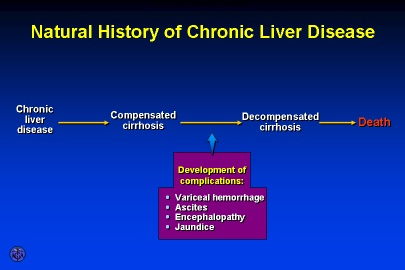 Natural History of Chronic Liver Disease
Chronic
liver
disease
Compensated
cirrhosis
Decompensated
cirrhosis
Death
Development of
complications:
• Variceal hemorrhage
• Ascites
• Encephalopathy
• Jaundice